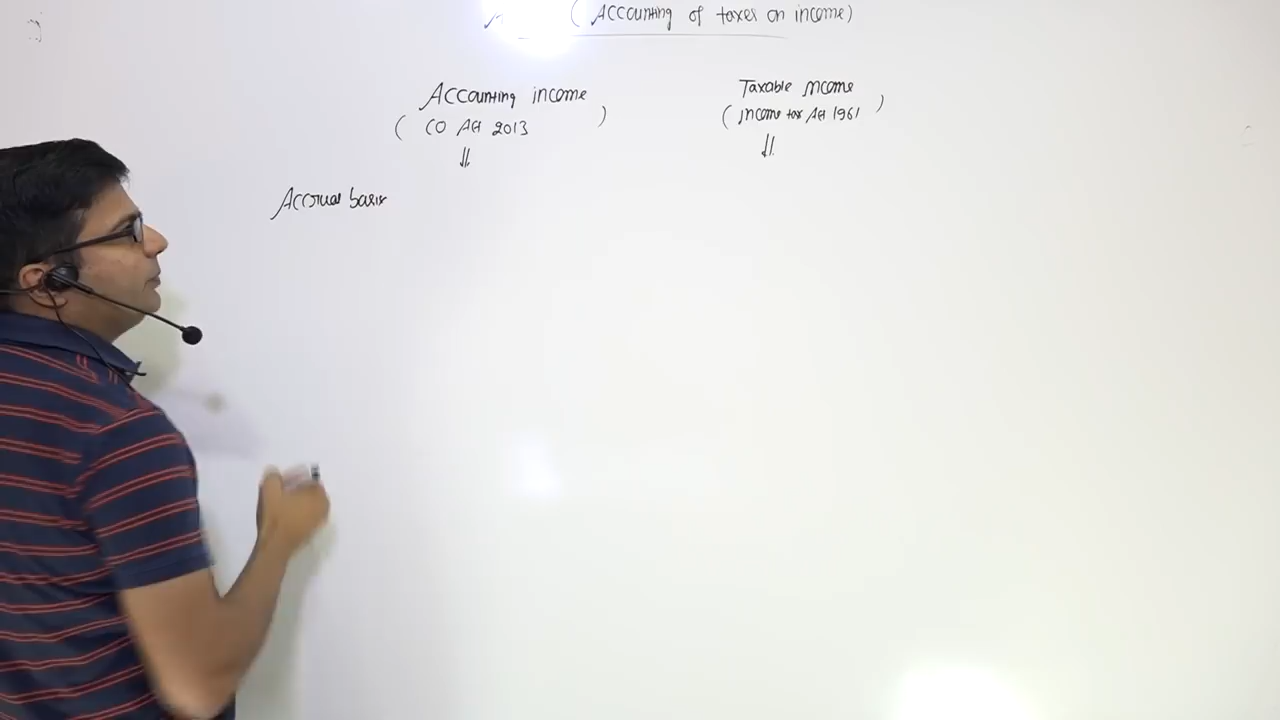 (Accounting of taxes on income)
Accounting income
(CO Act 2013)
Taxable income
(income tax Act 1961)
Accrual basis